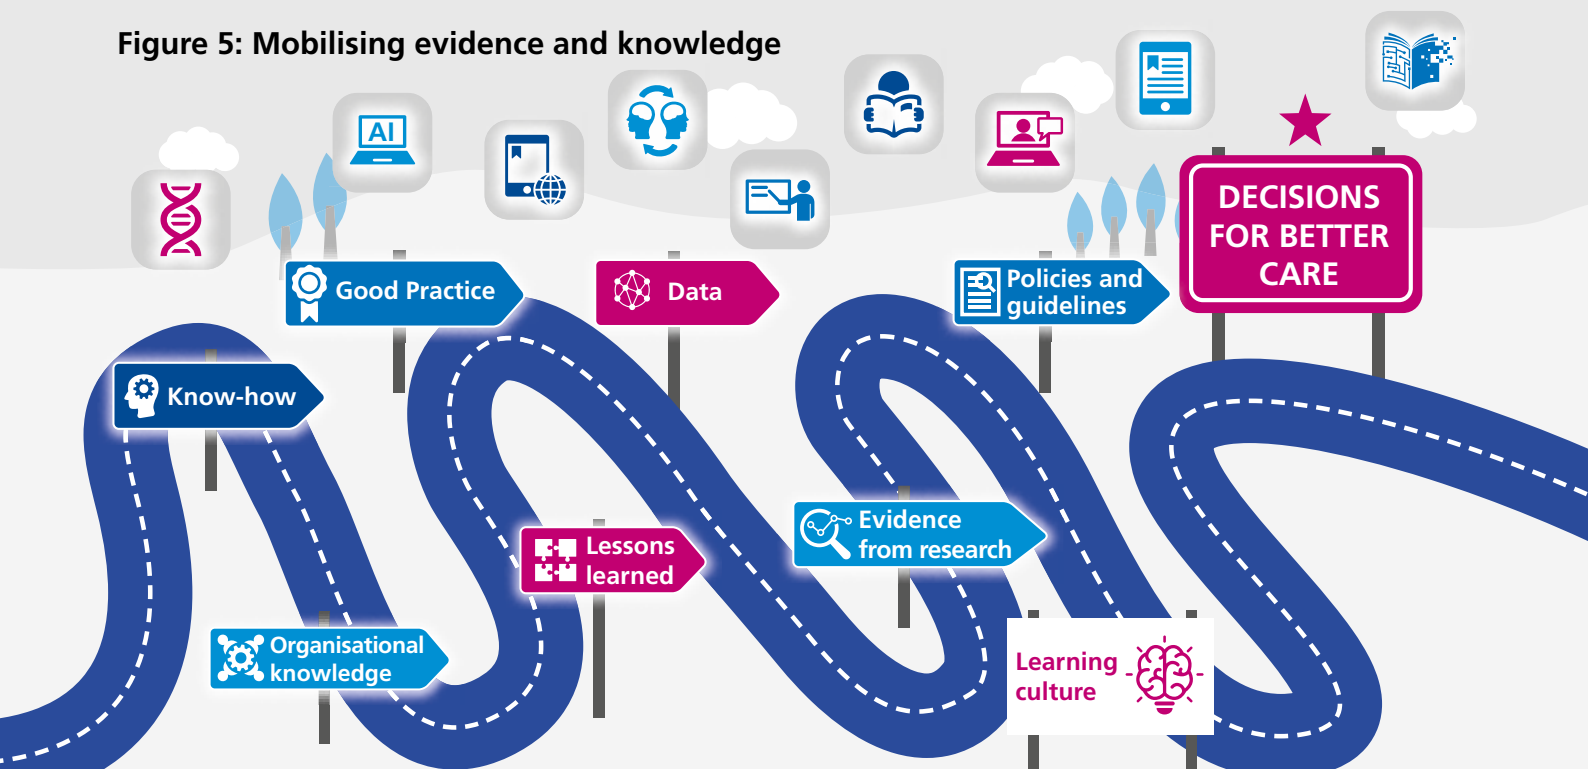 Figure 5: Mobilising evidence and knowledge
AI
DECISIONS
FOR BETTER
CARE
Good Practice
Data
Policies and
guidelines
Know-how
Evidence
from research
Lessons
learned
Organisational
knowledge
Learning
culture